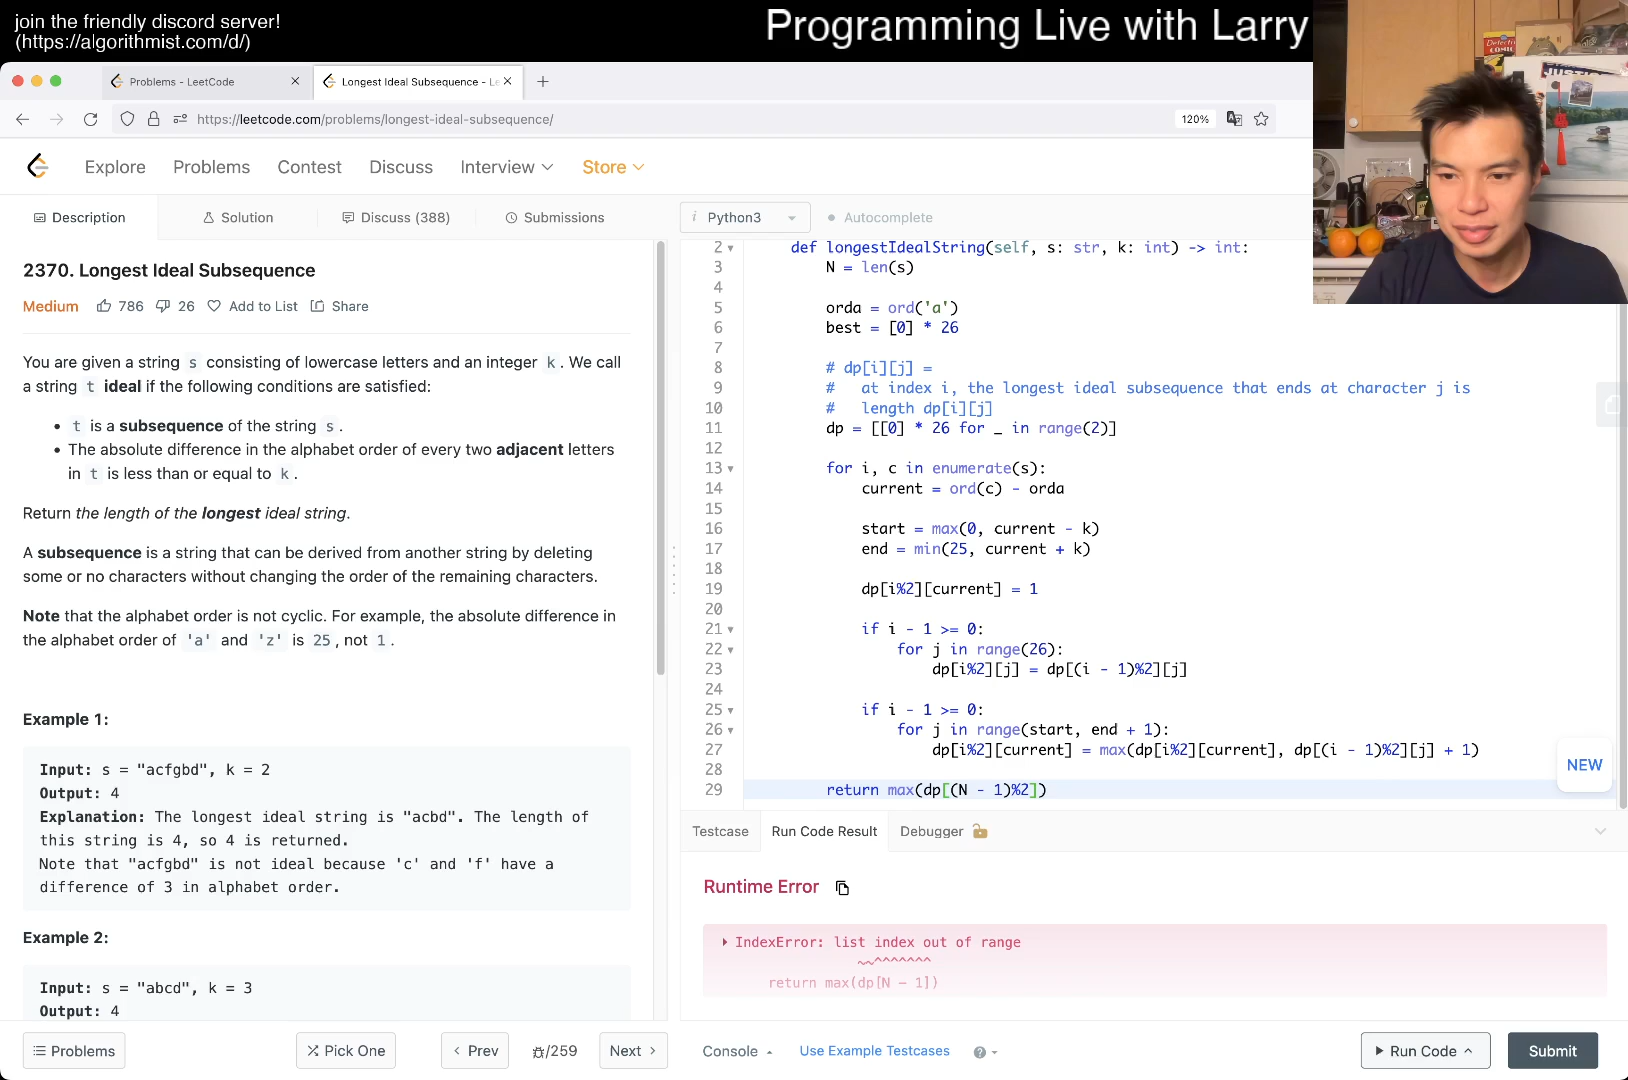 join the friendly discord server!
(https://algorithmist.com/d/)
Programming Live with Larry
Problems - LeetCode
Longest Ideal Subsequence - Le
https://leetcode.com/problems/longest-ideal-subsequence/
120%
Explore
Problems
Contest
Discuss
Interview
Store
Description
Solution
Discuss (388)
Submissions
i Python3
Autocomplete
2370. Longest Ideal Subsequence
Medium
786
26
Add to List
Share
You are given a string s consisting of lowercase letters and an integer k. We call
a string t ideal if the following conditions are satisfied:
• t is a subsequence of the string s.
• The absolute difference in the alphabet order of every two adjacent letters
in t is less than or equal to k.
Return the length of the longest ideal string.
A subsequence is a string that can be derived from another string by deleting
some or no characters without changing the order of the remaining characters.
Note that the alphabet order is not cyclic. For example, the absolute difference in
the alphabet order of 'a' and 'z' is 25, not 1.
Example 1:
Input: s = "acfgbd", k = 2
Output: 4
Explanation: The longest ideal string is "acbd". The length of
this string is 4, so 4 is returned.
Note that "acfgbd" is not ideal because 'c' and 'f' have a
difference of 3 in alphabet order.
Example 2:
Input: s = "abcd", k = 3
Output: 4
2 def longestIdealString(self, s: str, k: int) -> int:
3 N = len(s)
4
5 orda = ord('a')
6 best = [0] * 26
7
8 # dp[i][j] =
9 # at index i, the longest ideal subsequence that ends at character j is
10 # length dp[i][j]
11 dp = [[0] * 26 for _ in range(2)]
12
13 for i, c in enumerate(s):
14 current = ord(c) - orda
15
16 start = max(0, current - k)
17 end = min(25, current + k)
18
19 dp[i%2][current] = 1
20
21 if i - 1 >= 0:
22 for j in range(26):
23 dp[i%2][j] = dp[(i - 1)%2][j]
24
25 if i - 1 >= 0:
26 for j in range(start, end + 1):
27 dp[i%2][current] = max(dp[i%2][current], dp[(i - 1)%2][j] + 1)
28
29 return max(dp[(N - 1)%2])
NEW
Testcase
Run Code Result
Debugger
Runtime Error
IndexError: list index out of range
~~^^^^^^^
return max(dp[N - 1])
Problems
Pick One
Prev
/259
Next
Console
Use Example Testcases
Run Code
Submit